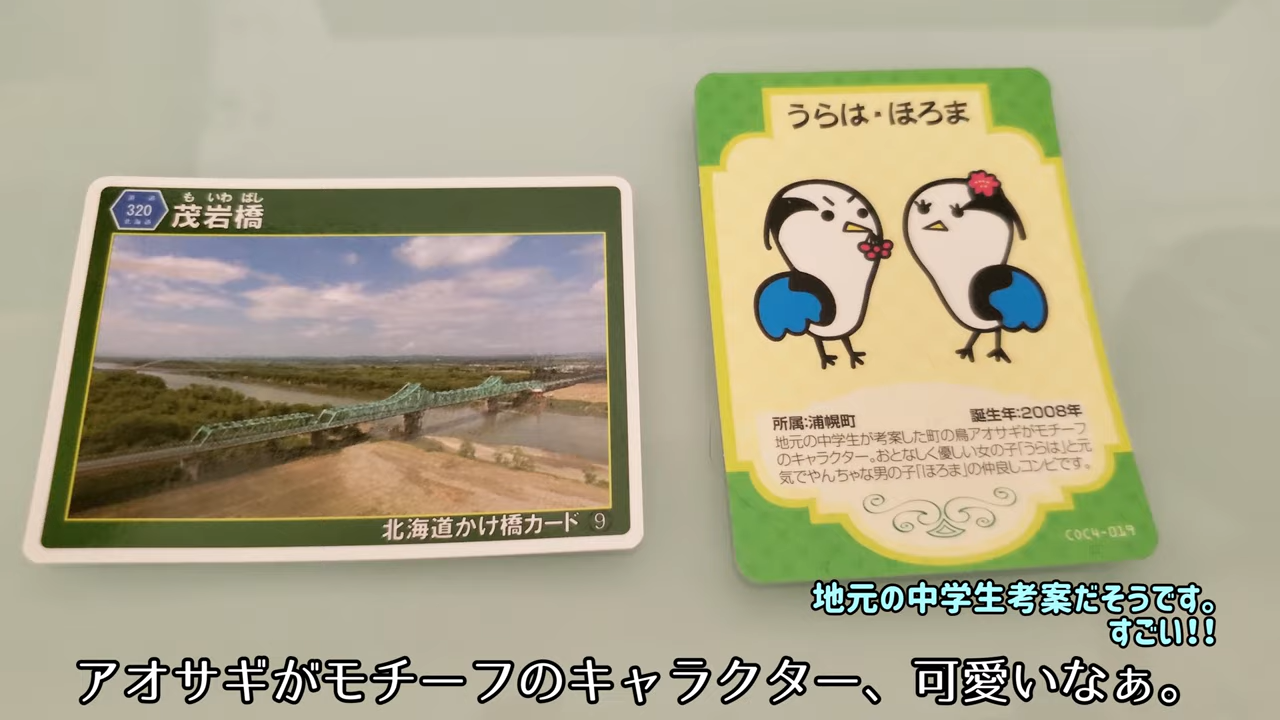 国道
320
北海道
も いわ ばし
茂岩橋
北海道かけ橋カード ⑨
うらは・ほろま
所属:浦幌町 誕生年:2008年
地元の中学生が考案した町の鳥アオサギがモチーフ
のキャラクター。おとなしく優しい女の子「うらは」と元
気でやんちゃな男の子「ほろま」の仲良しコンビです。
COC4-019
地元の中学生考案だそうです。
すごい!!
アオサギがモチーフのキャラクター、可愛いなぁ。